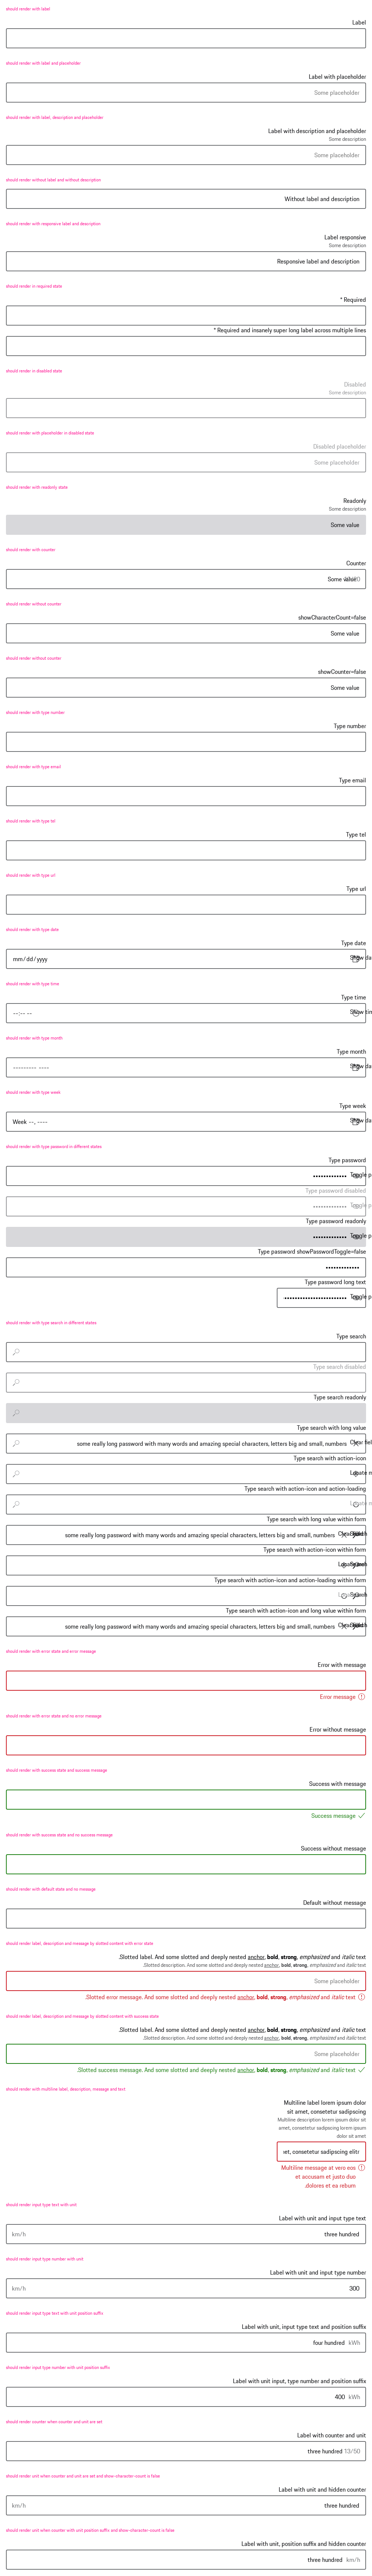 should render with label
Label
should render with label and placeholder
Label with placeholder
Some placeholder
should render with label, description and placeholder
Label with description and placeholder
Some description
Some placeholder
should render without label and without description
Without label and description
should render with responsive label and description
Label responsive
Some description
Responsive label and description
should render in required state
* Required
* Required and insanely super long label across multiple lines
should render in disabled state
Disabled
Some description
should render with placeholder in disabled state
Disabled placeholder
Some placeholder
should render with readonly state
Readonly
Some description
Some value
should render with counter
Counter
Some value
should render without counter
showCharacterCount=false
Some value
should render without counter
showCounter=false
Some value
should render with type number
Type number
should render with type email
Type email
should render with type tel
Type tel
should render with type url
Type url
should render with type date
Type date
mm/dd/yyyy
should render with type time
Type time
--:-- --
should render with type month
Type month
--------- ----
should render with type week
Type week
Week --, ----
should render with type password in different states
Type password
•••••••••••••
Type password disabled
•••••••••••••
Type password readonly
•••••••••••••
Type password showPasswordToggle=false
•••••••••••••
Type password long text
should render with type search in different states
Type search
Type search disabled
Type search readonly
Type search with long value
some really long password with many words and amazing special characters, letters big and small, numbers
Type search with action-icon
Type search with action-icon and action-loading
Type search with long value within form
some really long password with many words and amazing special characters, letters big and small, numbers
Type search with action-icon within form
Type search with action-icon and action-loading within form
Type search with action-icon and long value within form
some really long password with many words and amazing special characters, letters big and small, numbers
should render with error state and error message
Error with message
Error message
should render with error state and no error message
Error without message
should render with success state and success message
Success with message
Success message
should render with success state and no success message
Success without message
should render with default state and no message
Default without message
should render label, description and message by slotted content with error state
.Slotted label. And some slotted and deeply nested anchor, bold, strong, emphasized and italic text
.Slotted description. And some slotted and deeply nested anchor, bold, strong, emphasized and italic text
Some placeholder
.Slotted error message. And some slotted and deeply nested anchor, bold, strong, emphasized and italic text
should render label, description and message by slotted content with success state
.Slotted label. And some slotted and deeply nested anchor, bold, strong, emphasized and italic text
.Slotted description. And some slotted and deeply nested anchor, bold, strong, emphasized and italic text
Some placeholder
.Slotted success message. And some slotted and deeply nested anchor, bold, strong, emphasized and italic text
should render with multiline label, description, message and text
Multiline label lorem ipsum dolor
sit amet, consetetur sadipscing
Multiline description lorem ipsum dolor sit
amet, consetetur sadipscing lorem ipsum
dolor sit amet
et, consetetur sadipscing elitr
Multiline message at vero eos
et accusam et justo duo
.dolores et ea rebum
should render input type text with unit
Label with unit and input type text
km/h
three hundred
should render input type number with unit
Label with unit and input type number
km/h
300
should render input type text with unit position suffix
Label with unit, input type text and position suffix
four hundred kWh
should render input type number with unit position suffix
Label with unit input, type number and position suffix
400 kWh
should render counter when counter and unit are set
Label with counter and unit
three hundred 13/50
should render unit when counter and unit are set and show-character-count is false
Label with unit and hidden counter
km/h
three hundred
should render unit when counter with unit position suffix and show-character-count is false
Label with unit, position suffix and hidden counter
three hundred km/h